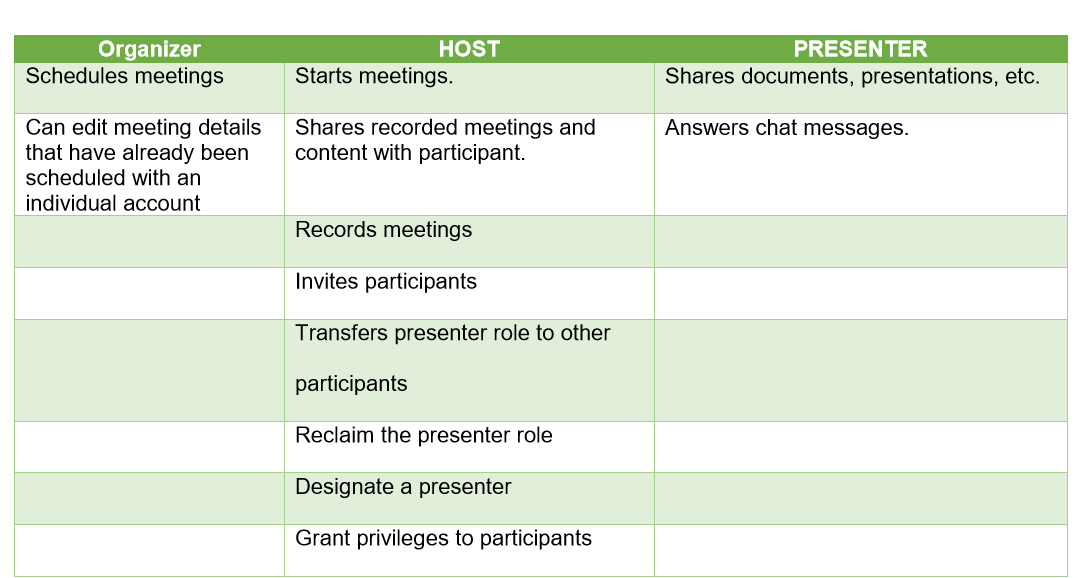 Organizer HOST PRESENTER
Schedules meetings Starts meetings. Shares documents, presentations, etc.
Can edit meeting details
that have already been
scheduled with an
individual account
Shares recorded meetings and
content with participant.
Answers chat messages.
Records meetings
Invites participants
Transfers presenter role to other
participants
Reclaim the presenter role
Designate a presenter
Grant privileges to participants